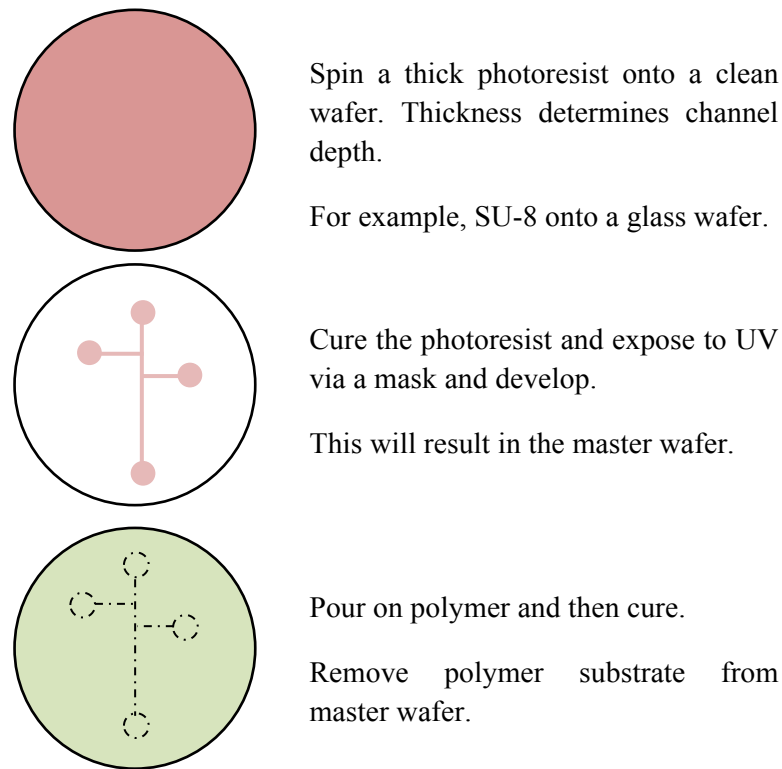 Spin a thick photoresist onto a clean
wafer. Thickness determines channel
depth.
For example, SU-8 onto a glass wafer.
Cure the photoresist and expose to UV
via a mask and develop.
This will result in the master wafer.
Pour on polymer and then cure.
Remove polymer substrate from
master wafer.